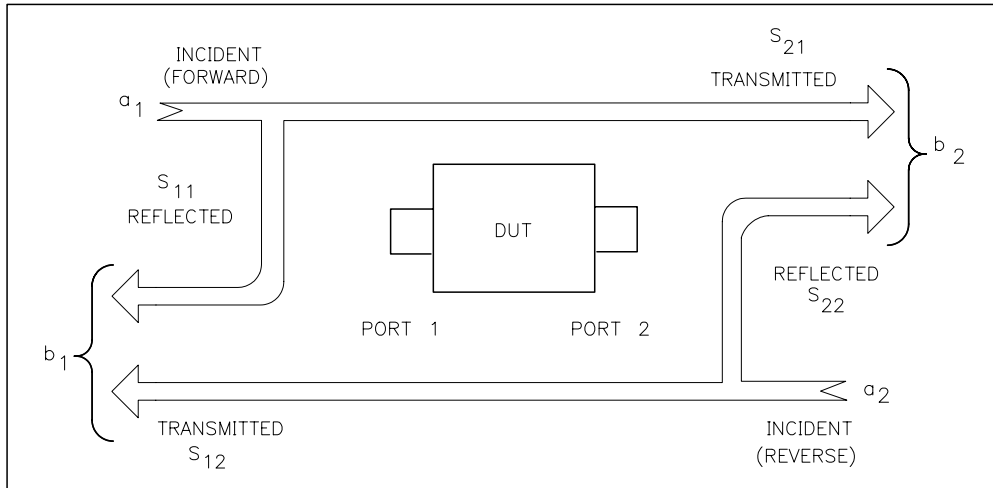 INCIDENT
(FORWARD)
a1
S21
TRANSMITTED
b2
S11
REFLECTED
DUT
REFLECTED
S22
PORT 1
PORT 2
b1
a2
TRANSMITTED
S12
INCIDENT
(REVERSE)